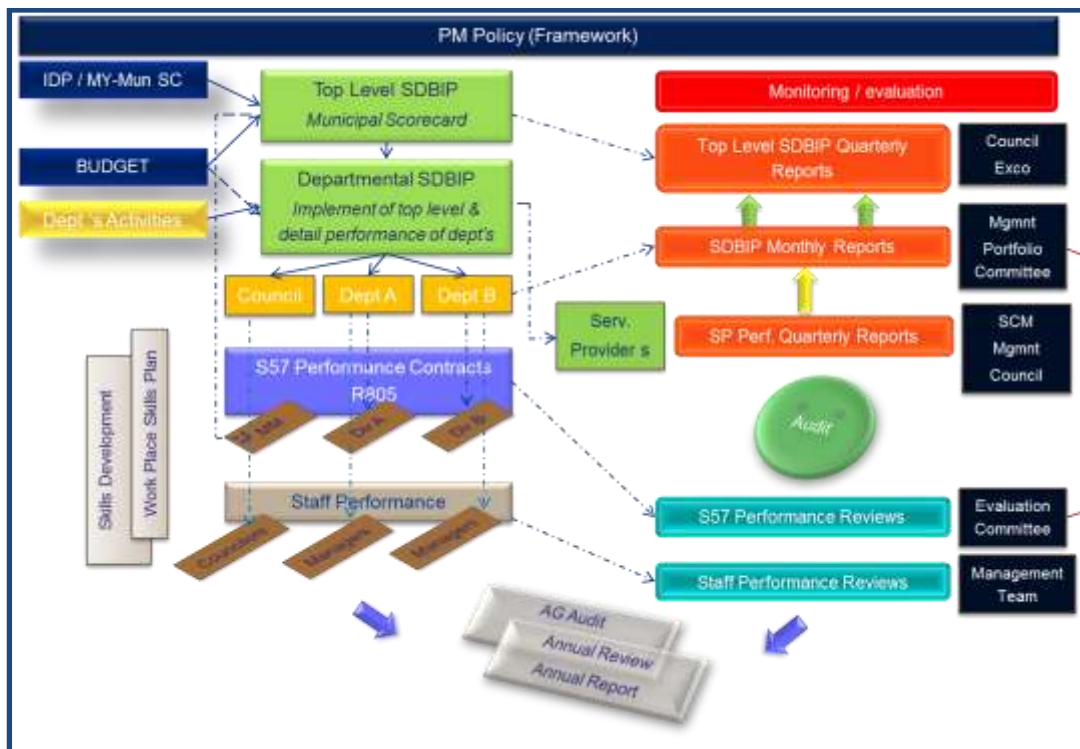 PM Policy (Framework)
IDP / MY-Mun SC
BUDGET
Dept 's Activities
Top Level SDBIP
Municipal Scorecard
Departmental SDBIP
Implement of top level &
detail performance of dept's
Council
Dept A
Dept B
Serv.
Provider s
S57 Performance Contracts
R805
MM
Dir A
Dir B
Staff Performance
Councilors
Managers
Managers
Skills Development
Work Place Skills Plan
Monitoring / evaluation
Top Level SDBIP Quarterly
Reports
Council
Exco
SDBIP Monthly Reports
Mgmnt
Portfolio
Committee
SP Perf. Quarterly Reports
SCM
Mgmnt
Council
Audit
S57 Performance Reviews
Evaluation
Committee
Staff Performance Reviews
Management
Team
AG Audit
Annual Review
Annual Report